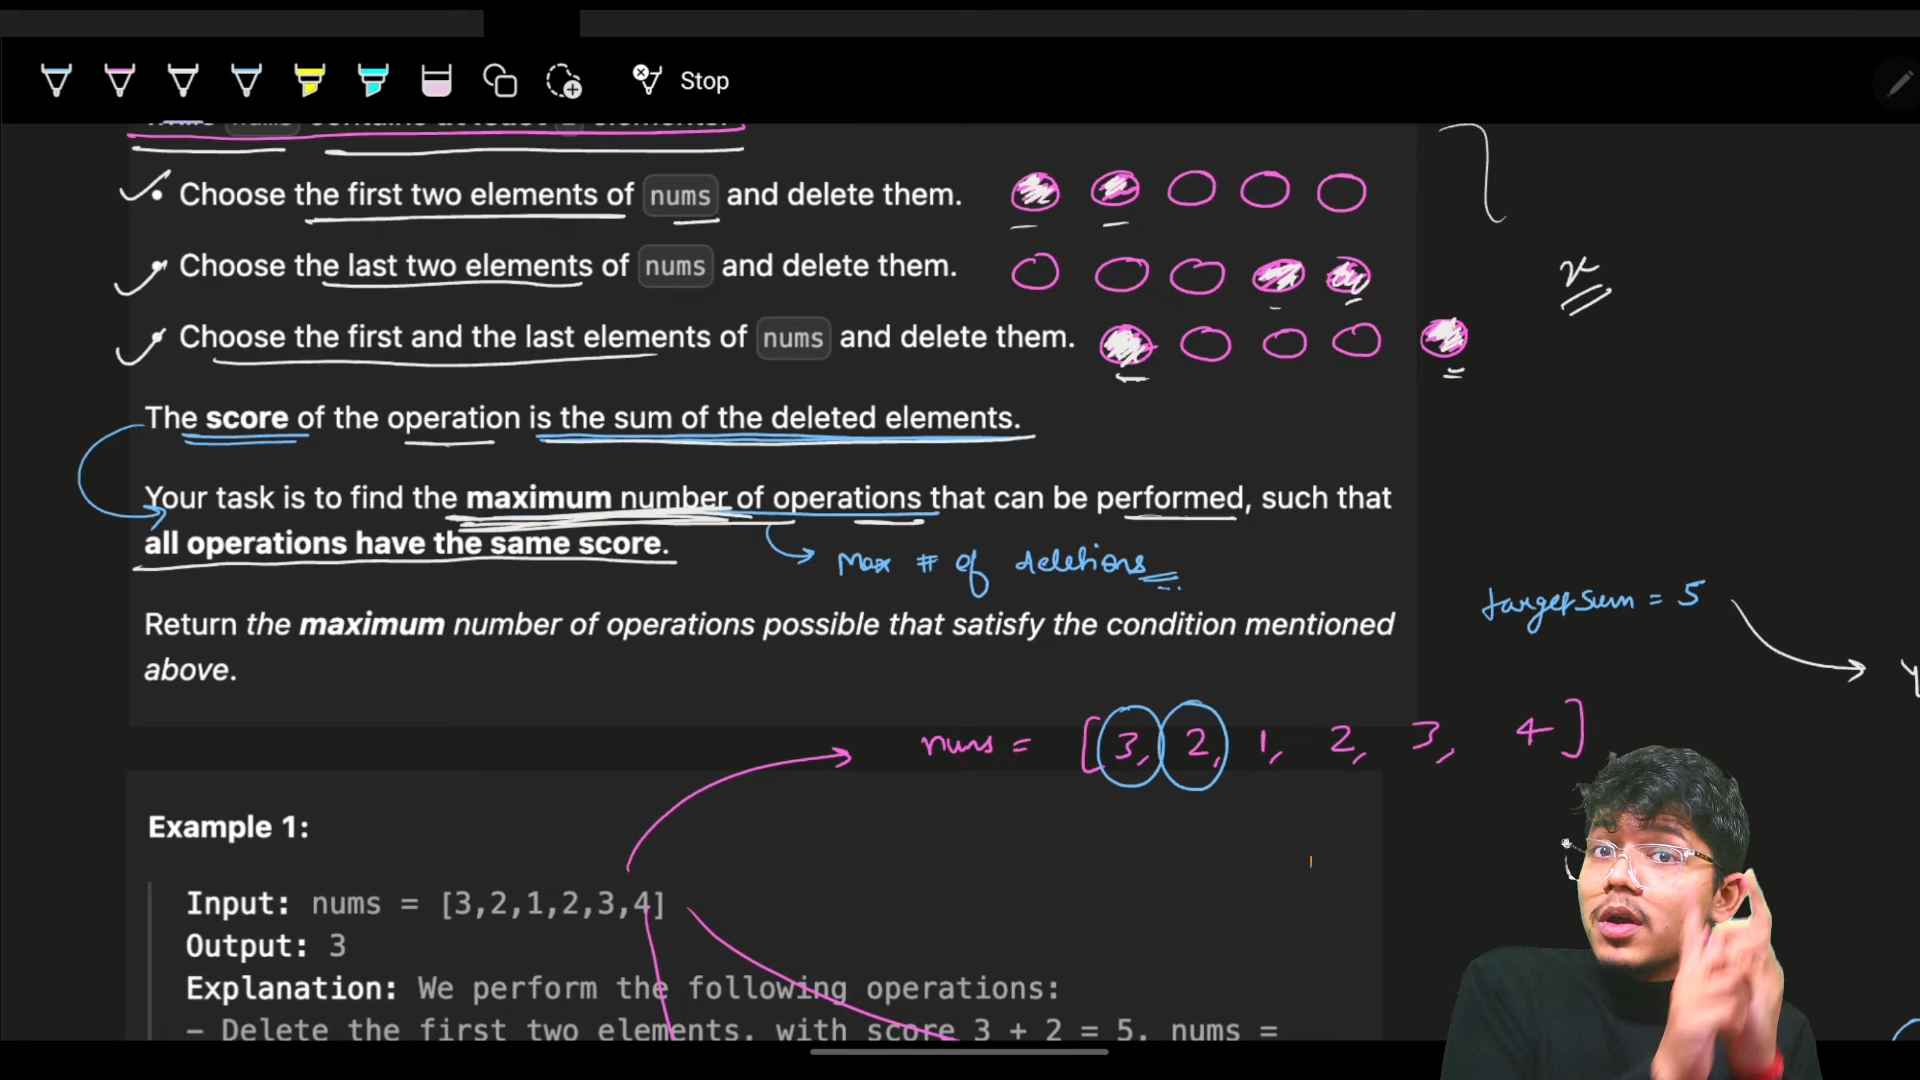 Stop
contains at least 2 elements.
Choose the first two elements of nums and delete them.
Choose the last two elements of nums and delete them.
x
Choose the first and the last elements of nums and delete them.
The score of the operation is the sum of the deleted elements.
Your task is to find the maximum number of operations that can be performed, such that
all operations have the same score.
Max # of deletions
targetsum = 5
Return the maximum number of operations possible that satisfy the condition mentioned
above.
nums = [3, 2, 1, 2, 3, 4]
Example 1:
Input: nums = [3,2,1,2,3,4]
Output: 3
Explanation: We perform the following operations:
- Delete the first two elements, with score 3 + 2 = 5, nums =